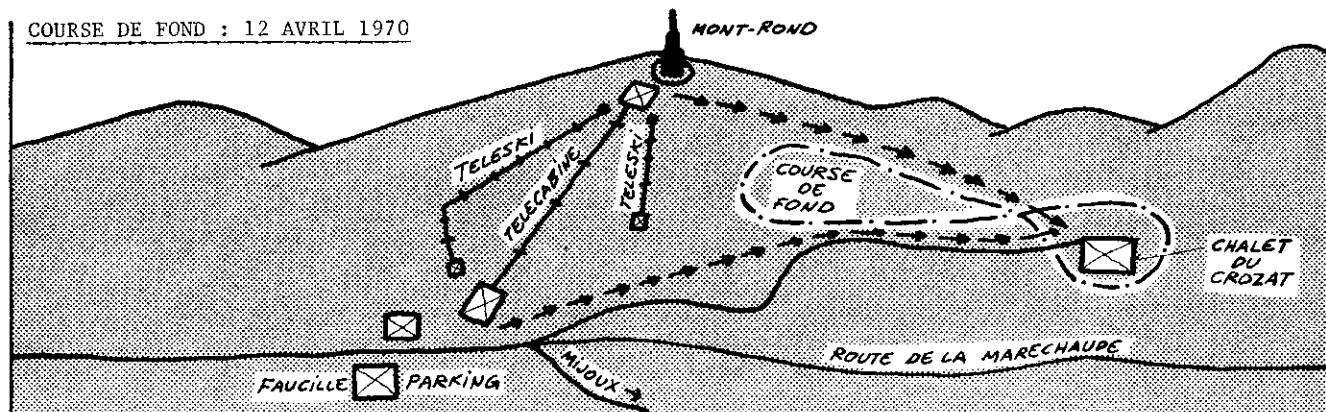 COURSE DE FOND : 12 AVRIL 1970
MONT-ROND
TELESKI
TELECABINE
TELESKI
COURSE
DE
FOND
CHALET
DU
CROZAT
ROUTE DE LA MARECHAUPE
MIJOUX
FAUCILLE PARKING